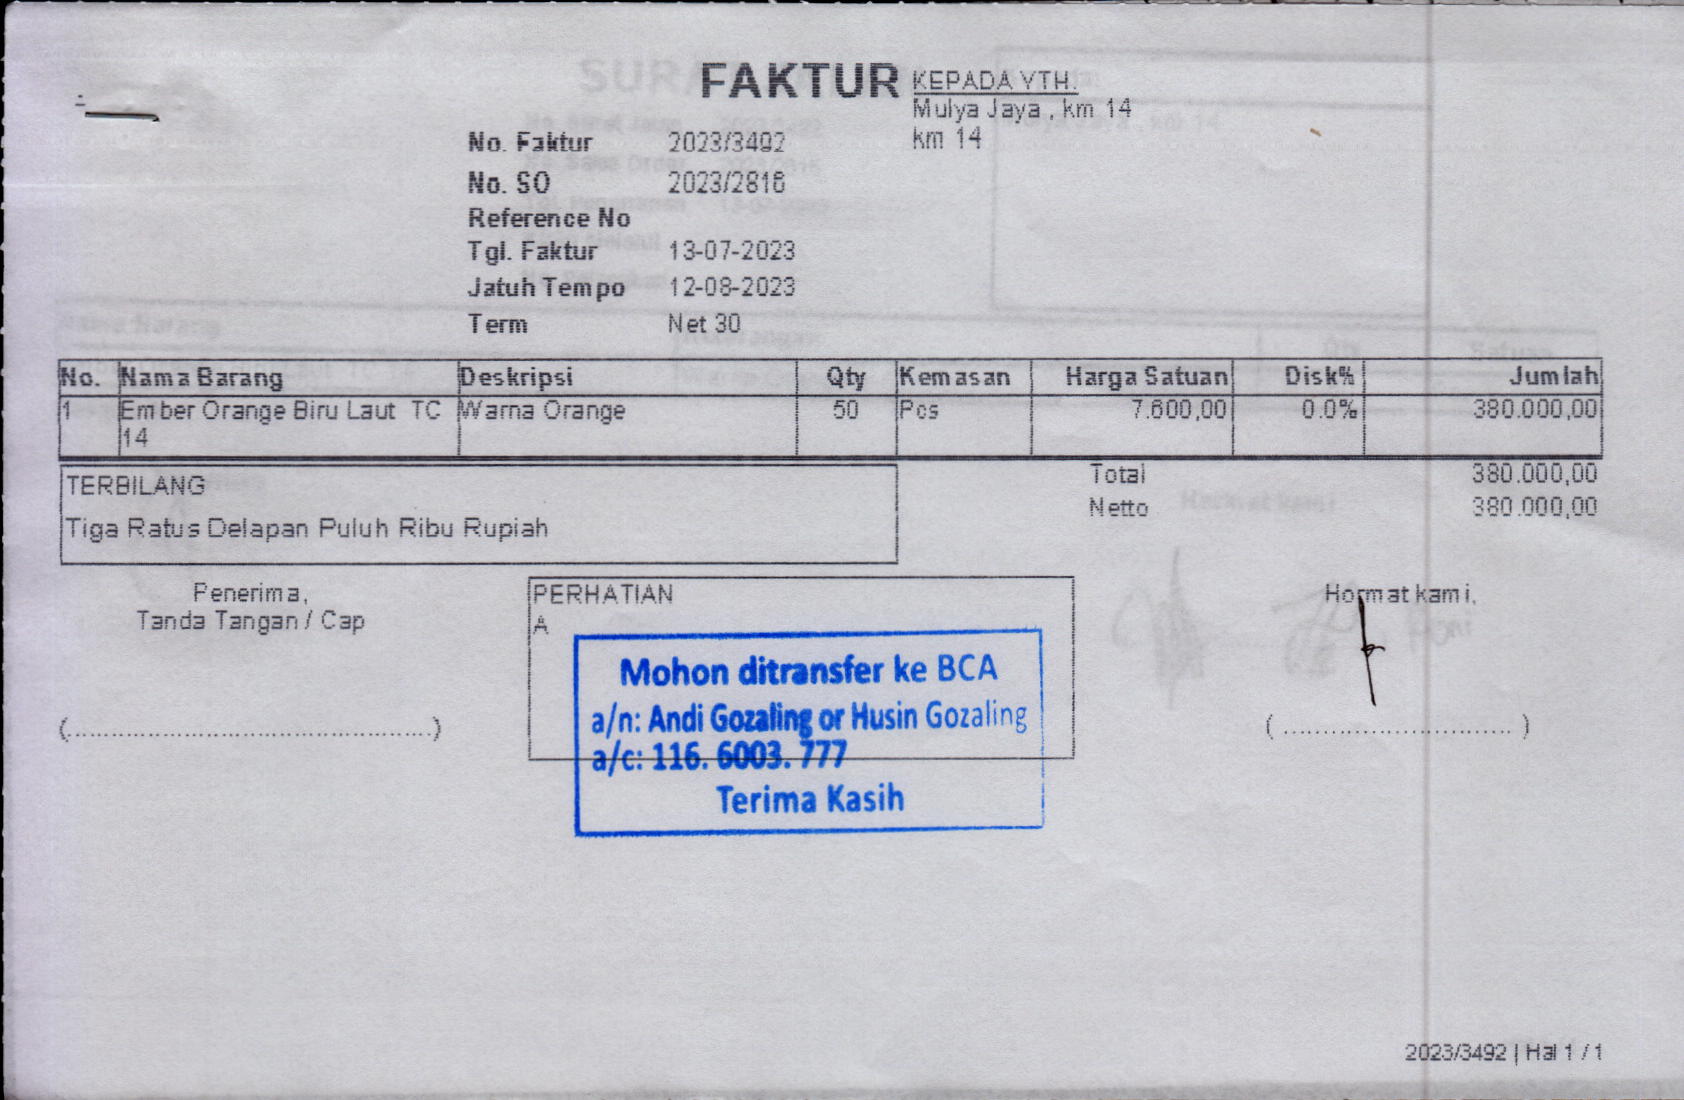 FAKTUR
KEPADA YTH.
Mulya Jaya , km 14
km 14
No. Faktur 2023/3492
No. SO 2023/2816
Reference No
Tgl. Faktur 13-07-2023
Jatuh Tempo 12-08-2023
Term Net 30
No. Nama Barang Deskripsi Qty Kemasan Harga Satuan Disk% Jumlah
1 Ember Orange Biru Laut TC Warna Orange 50 Pcs 7.600,00 0.0% 380.000,00
14
Total 380.000,00
Netto 380.000,00
TERBILANG
Tiga Ratus Delapan Puluh Ribu Rupiah
Penerima,
Tanda Tangan / Cap
(................................................)
PERHATIAN
A
Mohon ditransfer ke BCA
a/n: Andi Gozaling or Husin Gozaling
a/c: 116. 6003. 777
Terima Kasih
Hormat kami,
( .............................. )
2023/3492 | Hal 1 / 1